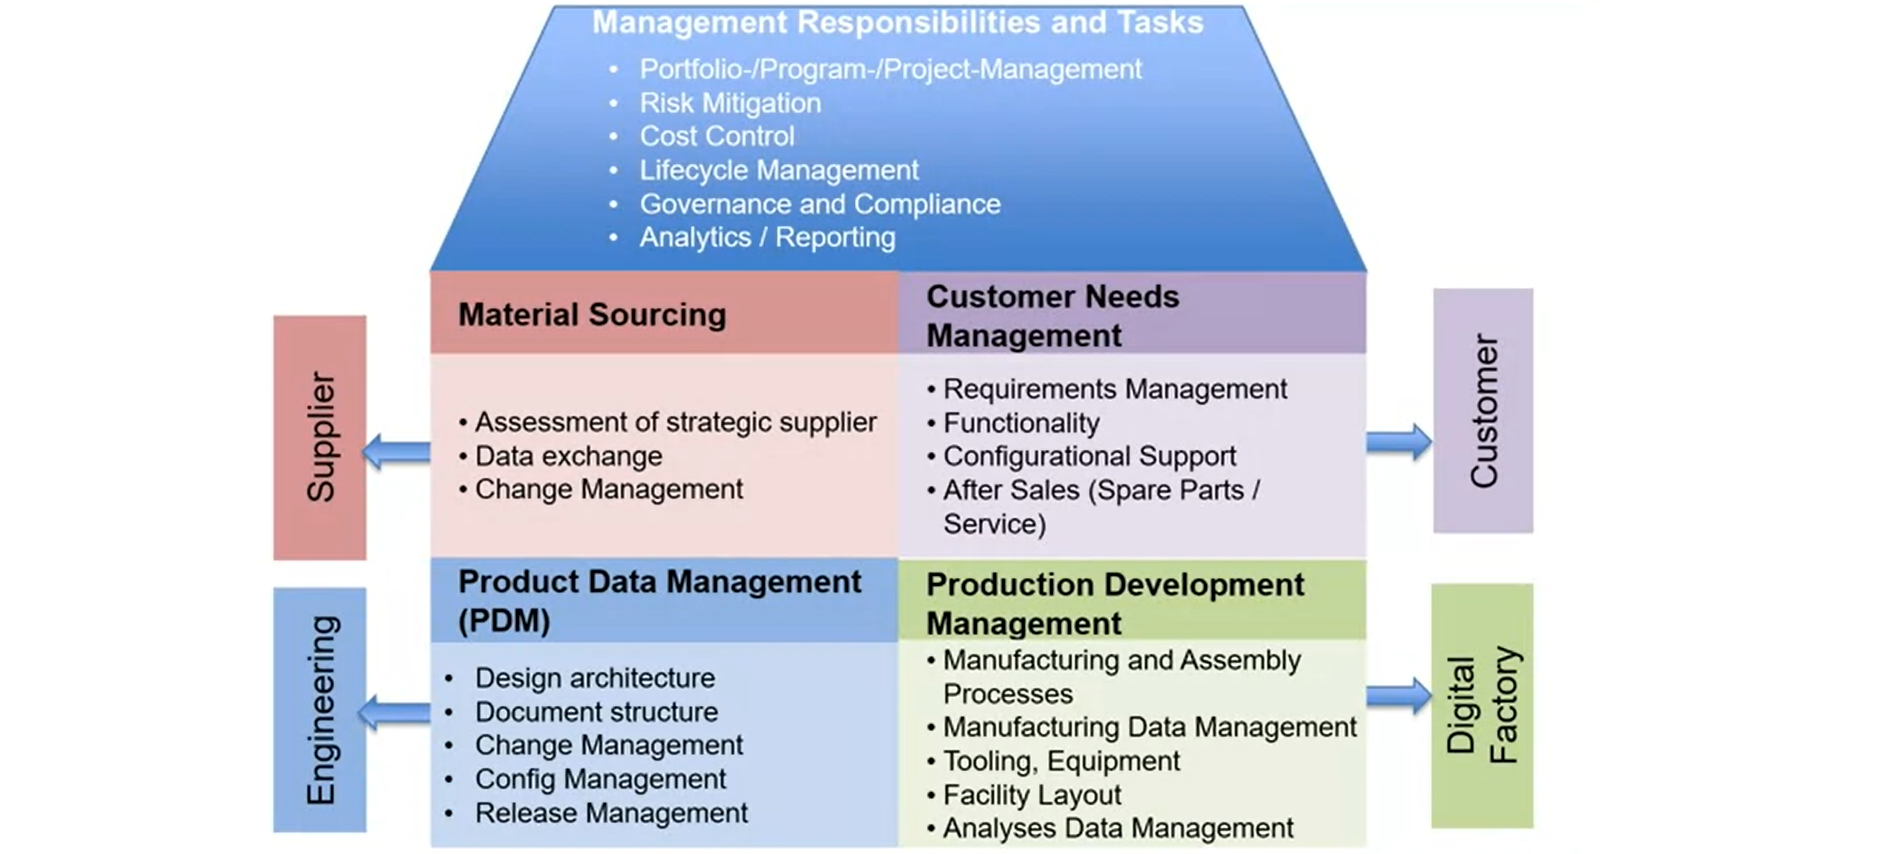 Management Responsibilities and Tasks
• Portfolio-/Program-/Project-Management
• Risk Mitigation
• Cost Control
• Lifecycle Management
• Governance and Compliance
• Analytics / Reporting
Supplier
Material Sourcing
• Assessment of strategic supplier
• Data exchange
• Change Management
Customer Needs
Management
• Requirements Management
• Functionality
• Configurational Support
• After Sales (Spare Parts /
Service)
Customer
Engineering
Product Data Management
(PDM)
• Design architecture
• Document structure
• Change Management
• Config Management
• Release Management
Production Development
Management
• Manufacturing and Assembly
Processes
• Manufacturing Data Management
• Tooling, Equipment
• Facility Layout
• Analyses Data Management
Digital
Factory